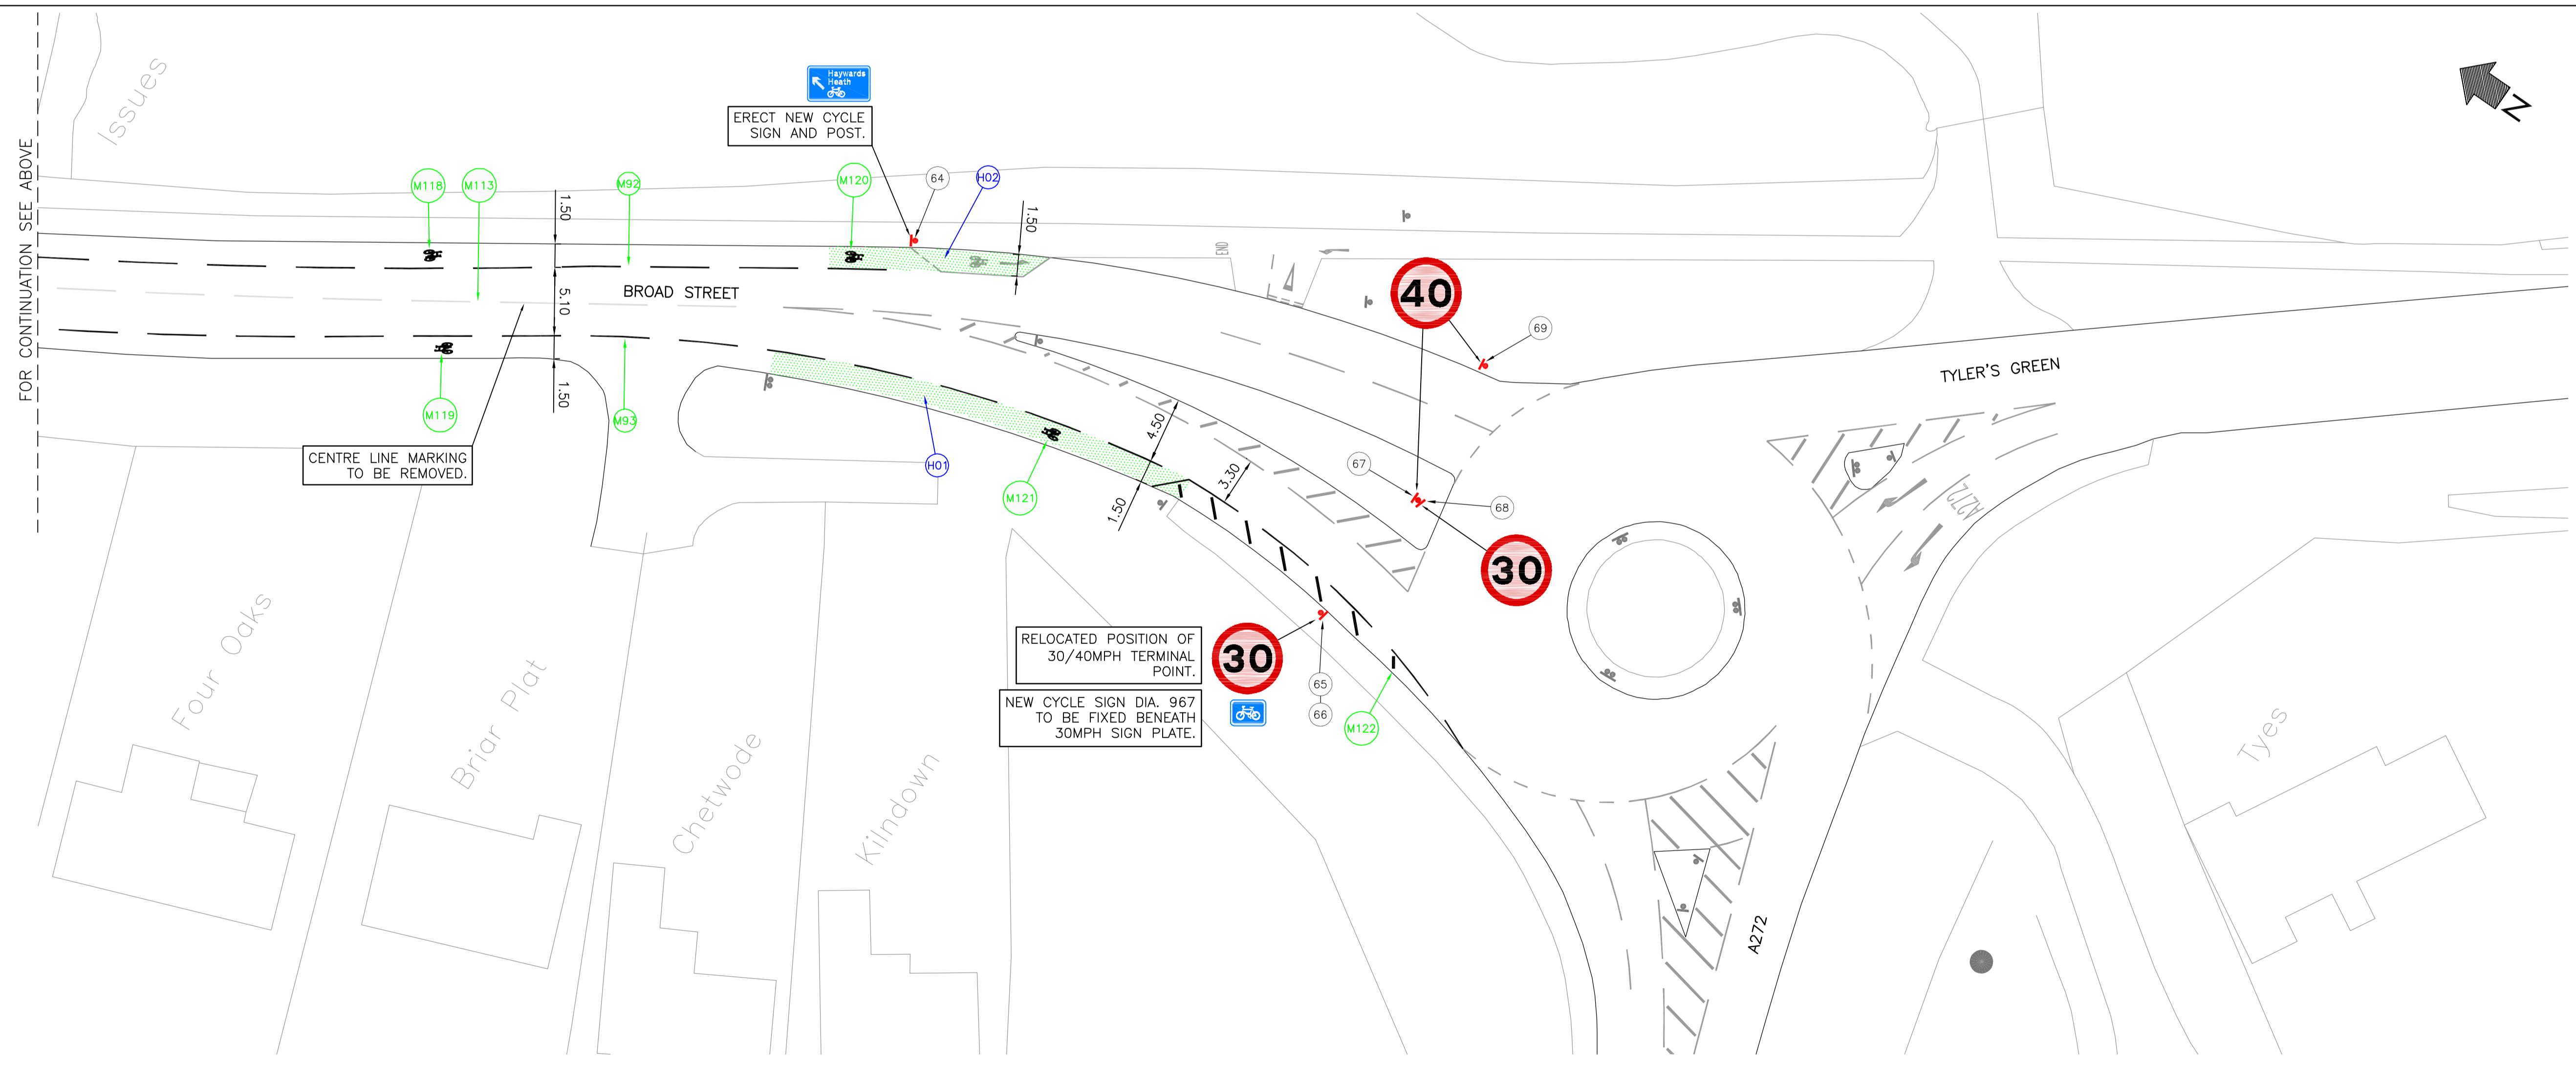 FOR CONTINUATION SEE ABOVE
Issues
Haywards
Heath
ERECT NEW CYCLE
SIGN AND POST.
M118
M113
M92
M120
64
H02
1.50
1.50
END
N
5.10
BROAD STREET
40
69
TYLER'S GREEN
M119
1.50
M93
CENTRE LINE MARKING
TO BE REMOVED.
H01
M121
4.50
3.30
1.50
67
68
A272
30
RELOCATED POSITION OF
30/40MPH TERMINAL
POINT.
30
NEW CYCLE SIGN DIA. 967
TO BE FIXED BENEATH
30MPH SIGN PLATE.
65
66
M122
Four Oaks
Briar Plat
Chetwode
Kilndown
A272
Tyes